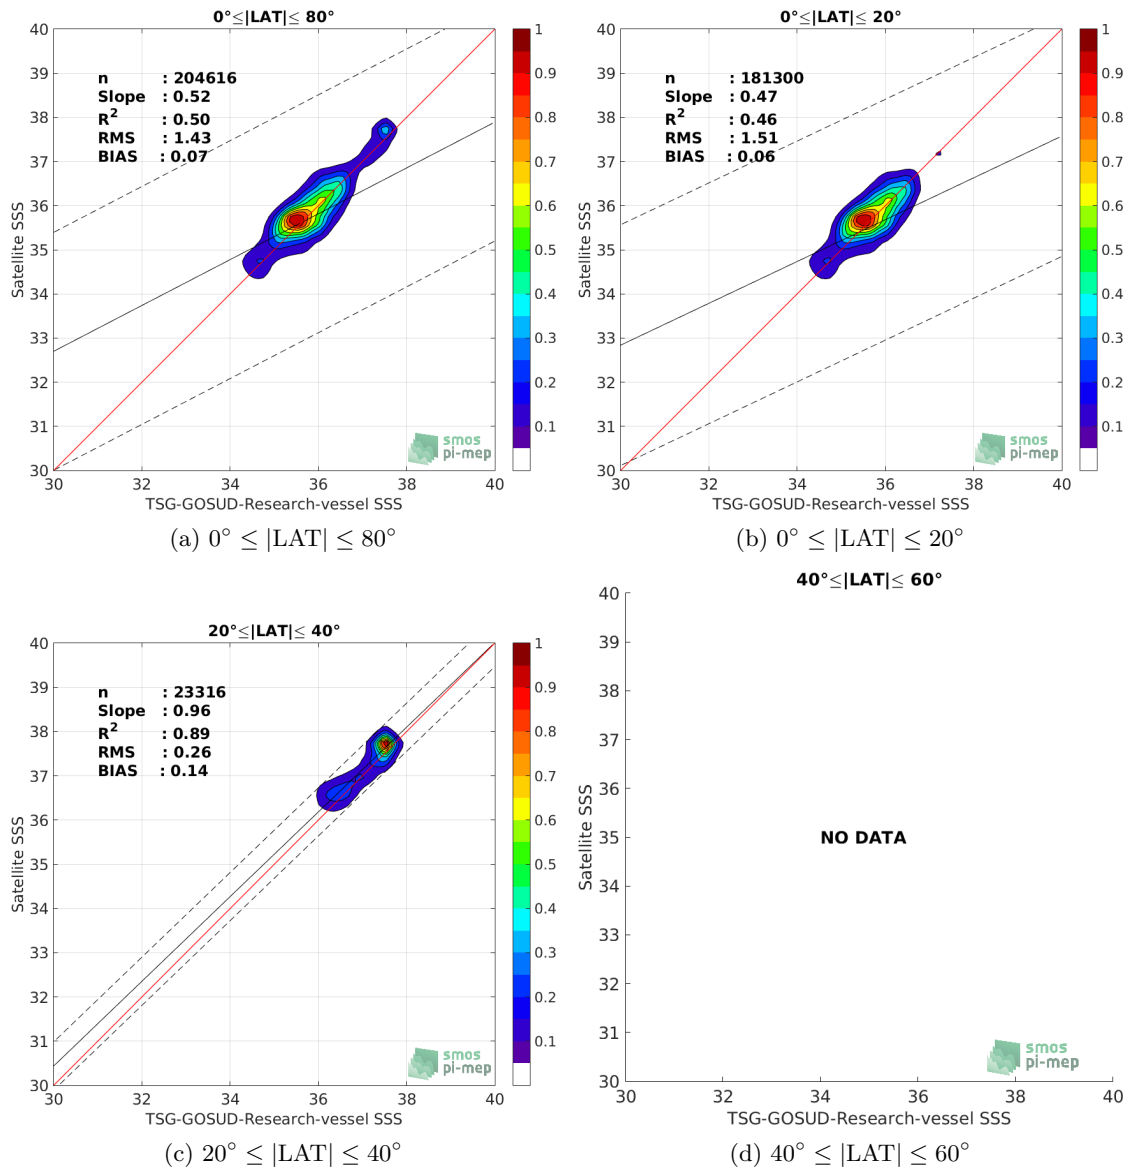 0°≤|LAT|≤ 80°
n : 204616
Slope : 0.52
R² : 0.50
RMS : 1.43
BIAS : 0.07
40
39
38
37
36
35
34
33
32
31
30
Satellite SSS
30 32 34 36 38 40
TSG-GOSUD-Research-vessel SSS
1
0.9
0.8
0.7
0.6
0.5
0.4
0.3
0.2
0.1
smos
pi-mep
(a) 0° ≤ |LAT| ≤ 80°
0°≤|LAT|≤ 20°
n : 181300
Slope : 0.47
R² : 0.46
RMS : 1.51
BIAS : 0.06
40
39
38
37
36
35
34
33
32
31
30
Satellite SSS
30 32 34 36 38 40
TSG-GOSUD-Research-vessel SSS
1
0.9
0.8
0.7
0.6
0.5
0.4
0.3
0.2
0.1
smos
pi-mep
(b) 0° ≤ |LAT| ≤ 20°
20°≤|LAT|≤ 40°
n : 23316
Slope : 0.96
R² : 0.89
RMS : 0.26
BIAS : 0.14
40
39
38
37
36
35
34
33
32
31
30
Satellite SSS
30 32 34 36 38 40
TSG-GOSUD-Research-vessel SSS
1
0.9
0.8
0.7
0.6
0.5
0.4
0.3
0.2
0.1
smos
pi-mep
(c) 20° ≤ |LAT| ≤ 40°
40°≤|LAT|≤ 60°
40
39
38
37
36
35
34
33
32
31
30
Satellite SSS
NO DATA
30 32 34 36 38 40
TSG-GOSUD-Research-vessel SSS
smos
pi-mep
(d) 40° ≤ |LAT| ≤ 60°